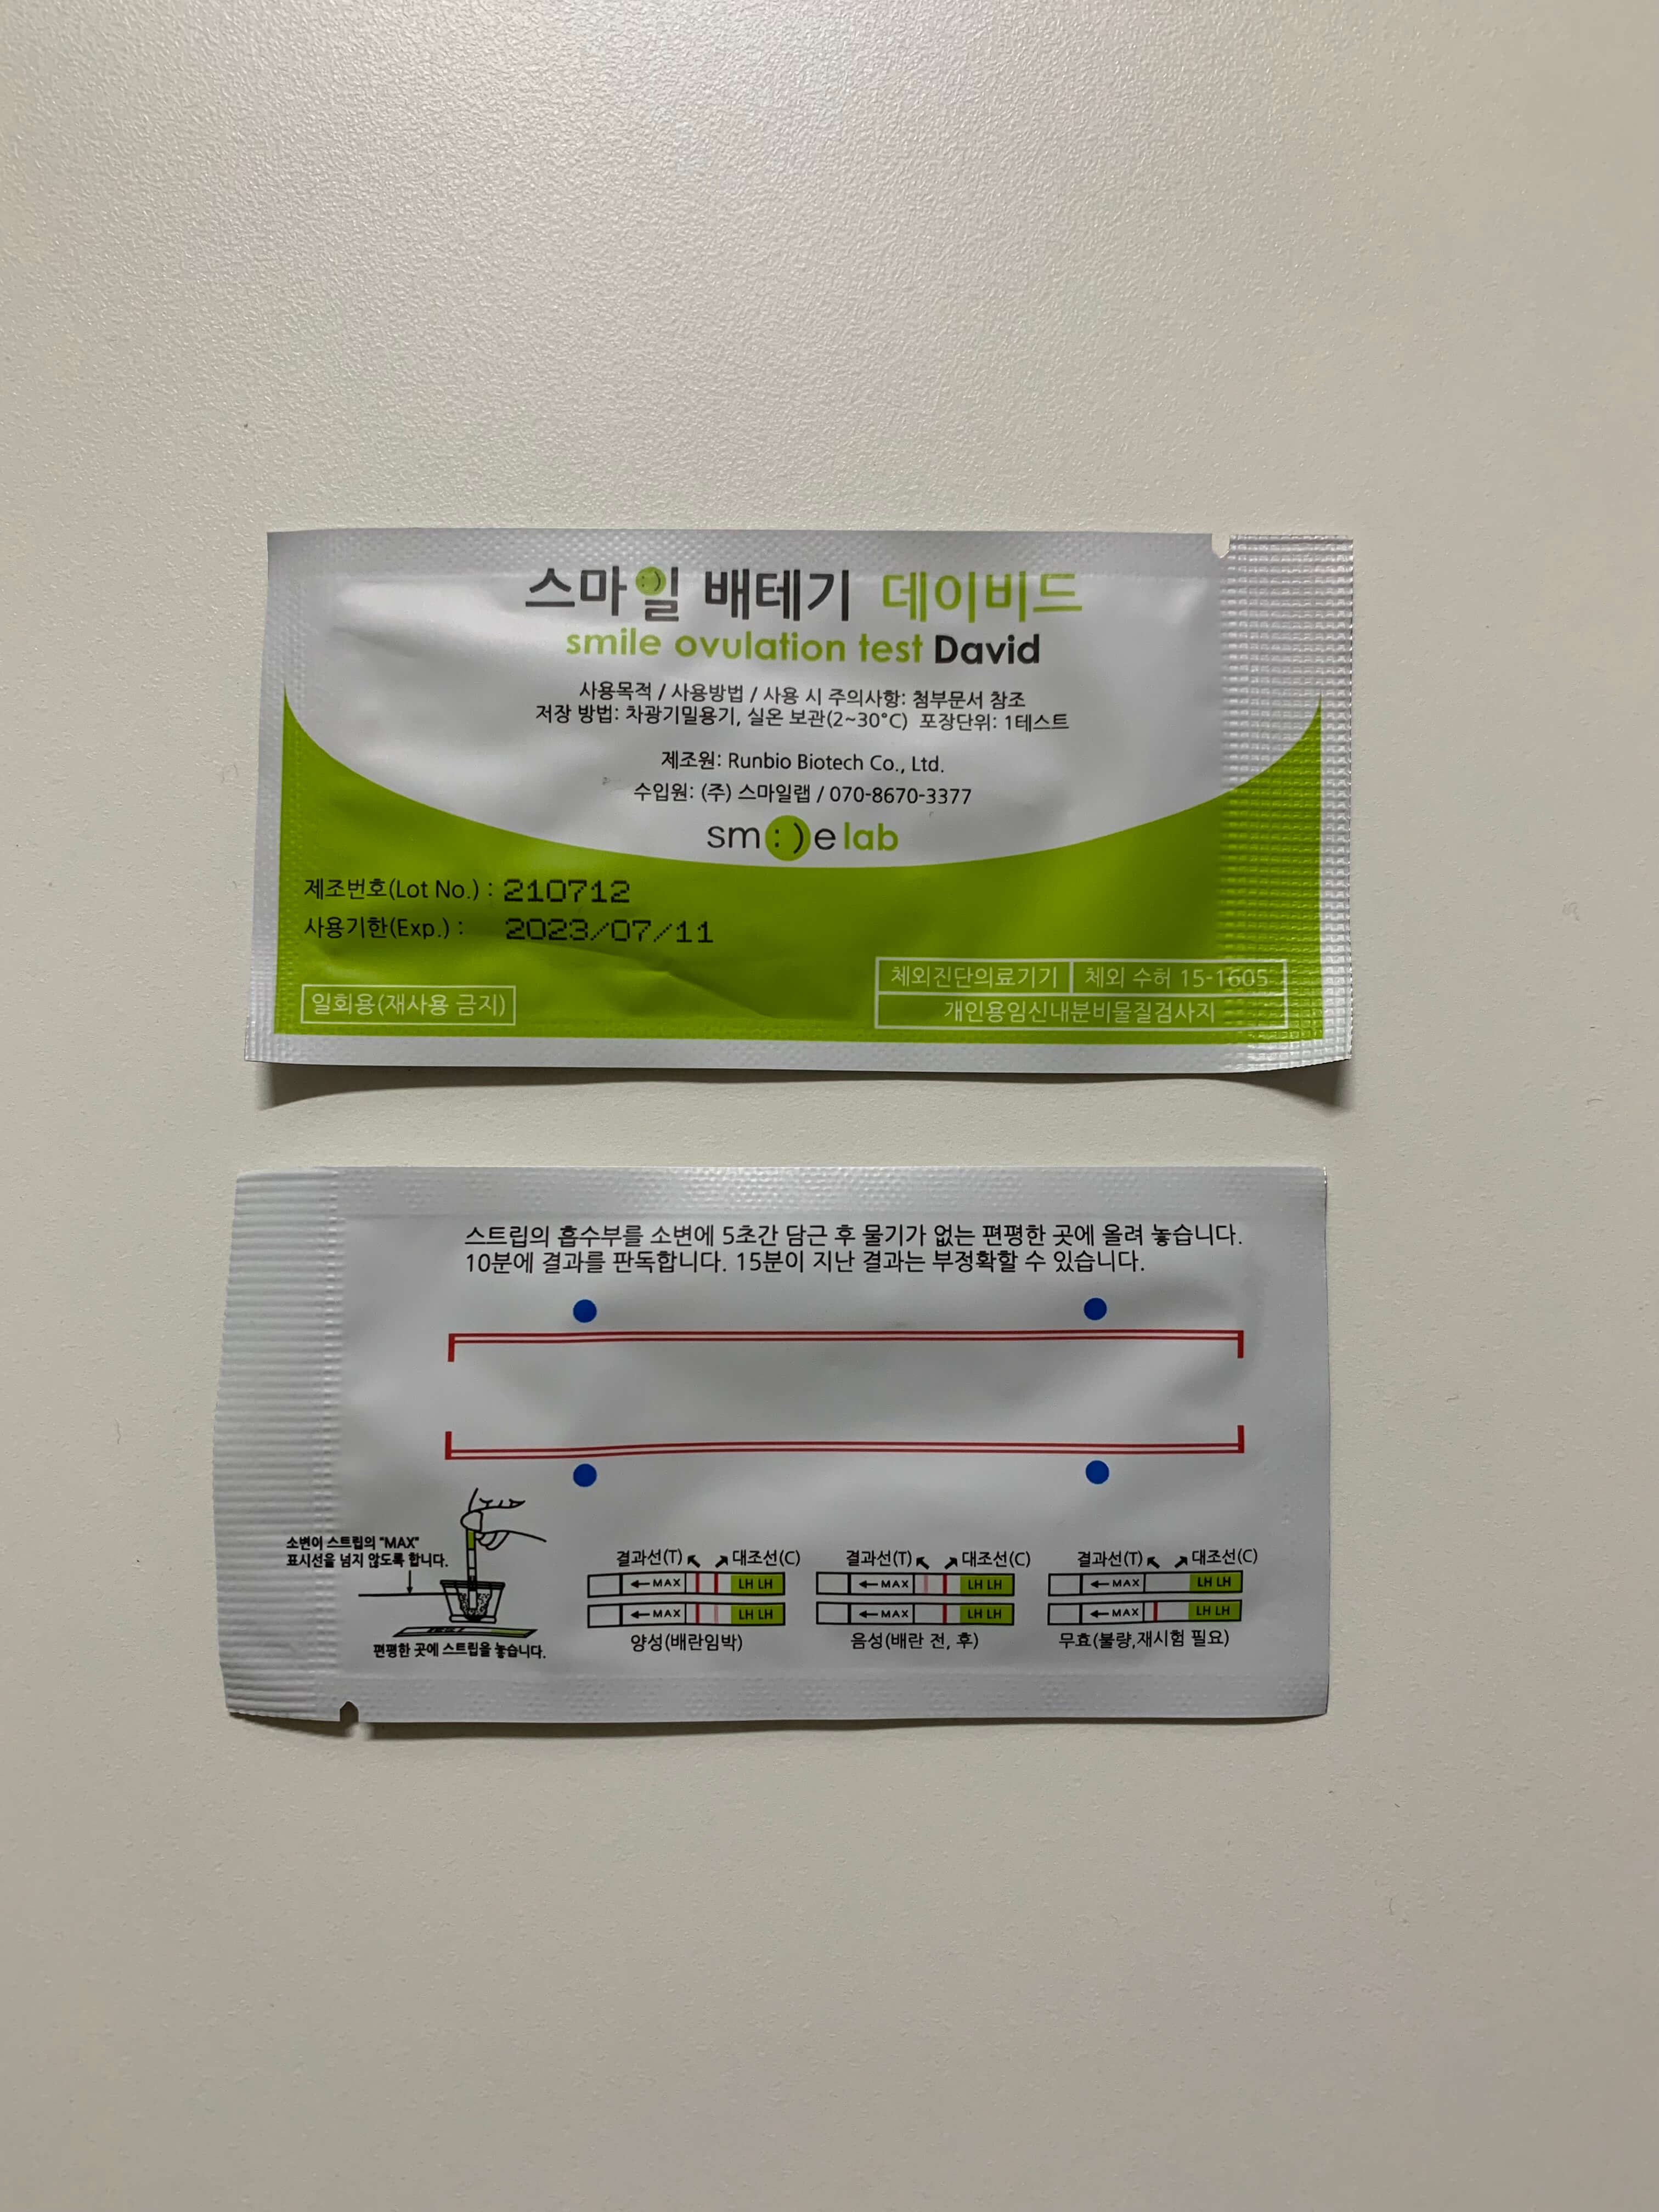 스마일 배테기 데이비드
smile ovulation test David
사용목적 / 사용방법 / 사용 시 주의사항: 첨부문서 참조
저장 방법: 차광기밀용기, 실온 보관(2~30°C) 포장단위: 1테스트
제조원: Runbio Biotech Co., Ltd.
수입원: (주) 스마일랩 / 070-8670-3377
sm:)e lab
제조번호(Lot No.) : 210712
사용기한(Exp.) : 2023/07/11
일회용(재사용 금지)
체외진단의료기기 체외 수허 15-1605
개인용임신내분비물질검사지
스트립의 흡수부를 소변에 5초간 담근 후 물기가 없는 편평한 곳에 올려 놓습니다.
10분에 결과를 판독합니다. 15분이 지난 결과는 부정확할 수 있습니다.
소변이 스트립의 "MAX"
표시선을 넘지 않도록 합니다.
편평한 곳에 스트립을 놓습니다.
결과선(T) 대조선(C)
MAX LH LH
MAX LH LH
양성(배란임박)
결과선(T) 대조선(C)
MAX LH LH
MAX LH LH
음성(배란 전, 후)
결과선(T) 대조선(C)
MAX LH LH
MAX LH LH
무효(불량,재시험 필요)